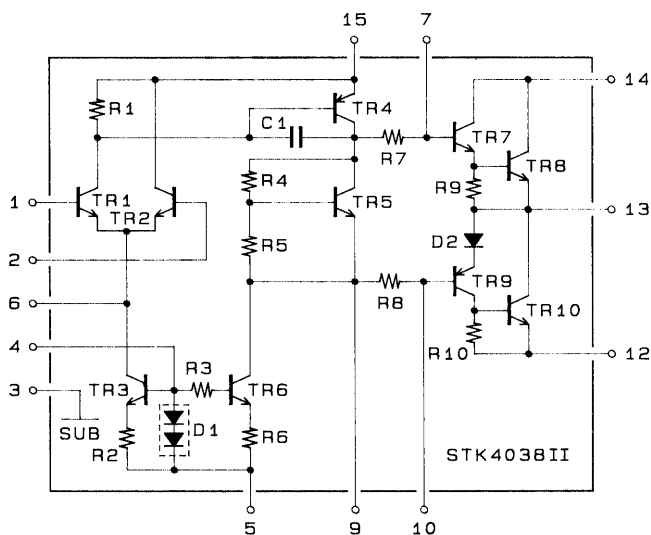 15 7
14
R1 TR4
C1 TR7
R7 TR8
R4 R9
1 TR1 TR2 TR5 13
D2
2 R5
TR9
6 R8
TR10
4 R10
R3 12
3 TR3 TR6
SUB D1
R2 R6
STK4038II
5 9 10